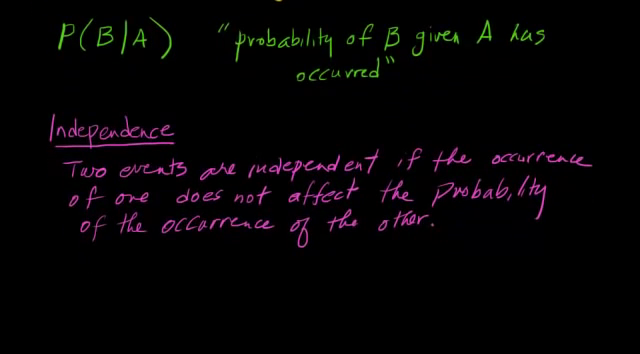 P(B|A) "probability of B given A has
occurred"
Independence
Two events are independent if the occurrence
of one does not affect the probability
of the occurrence of the other.